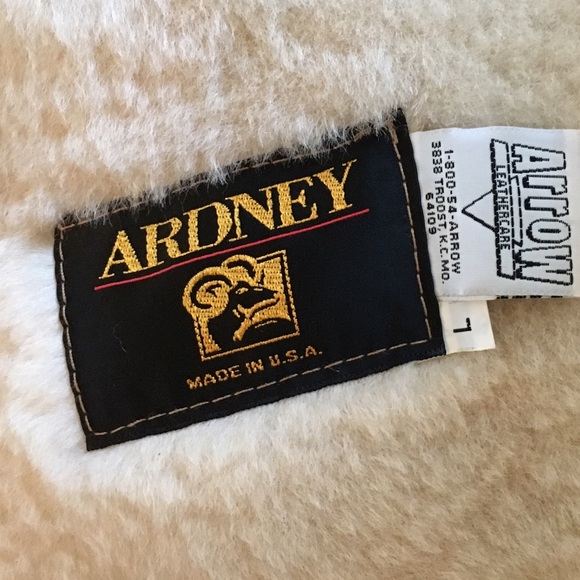 ARDNEY
MADE IN U.S.A.
Arrow
LEATHERCARE
1-800-54-ARROW
3838 TROOST, K.C. MO.
64109
L